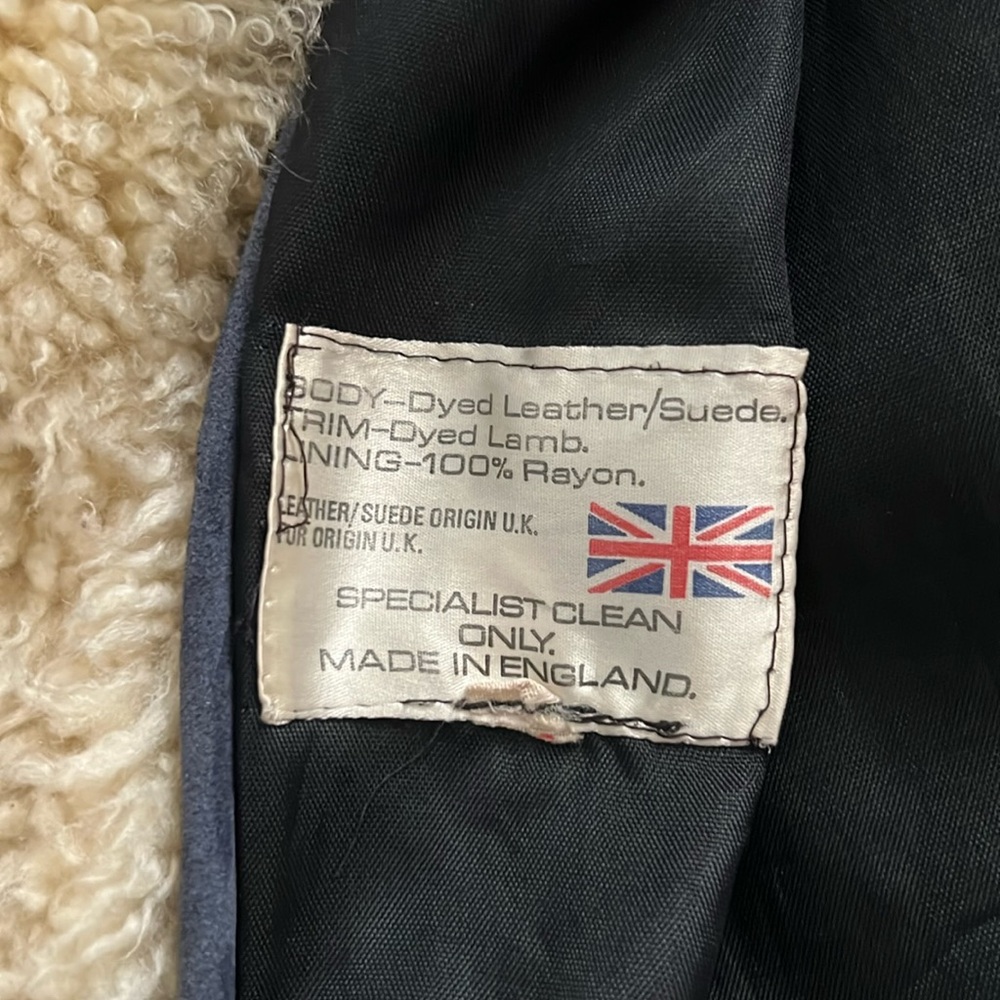 BODY-Dyed Leather/Suede.
TRIM-Dyed Lamb.
LINING-100% Rayon.
LEATHER/SUEDE ORIGIN U.K.
FUR ORIGIN U.K.
SPECIALIST CLEAN
ONLY.
MADE IN ENGLAND.